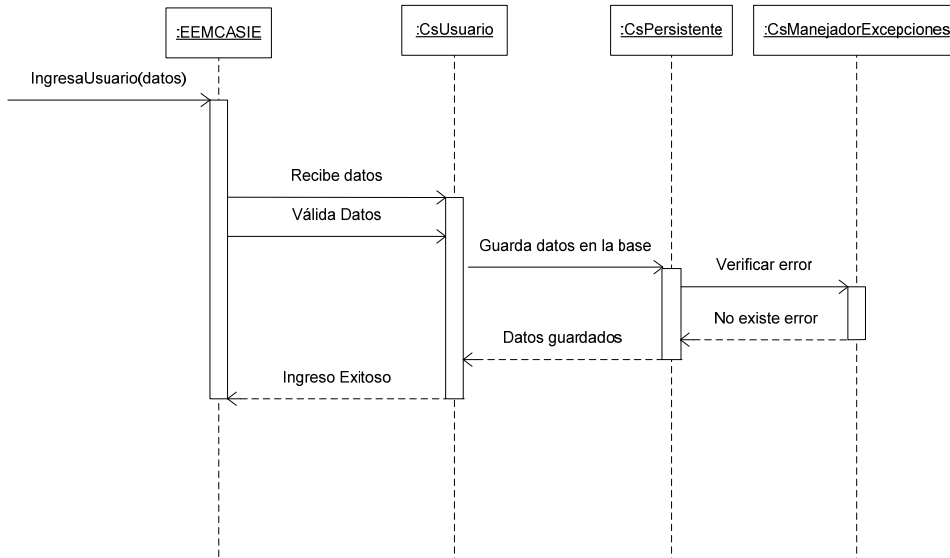 :EEMCASIE
:CsUsuario
:CsPersistente
:CsManejadorExcepciones
IngresaUsuario(datos)
Recibe datos
Válida Datos
Guarda datos en la base
Verificar error
No existe error
Datos guardados
Ingreso Exitoso